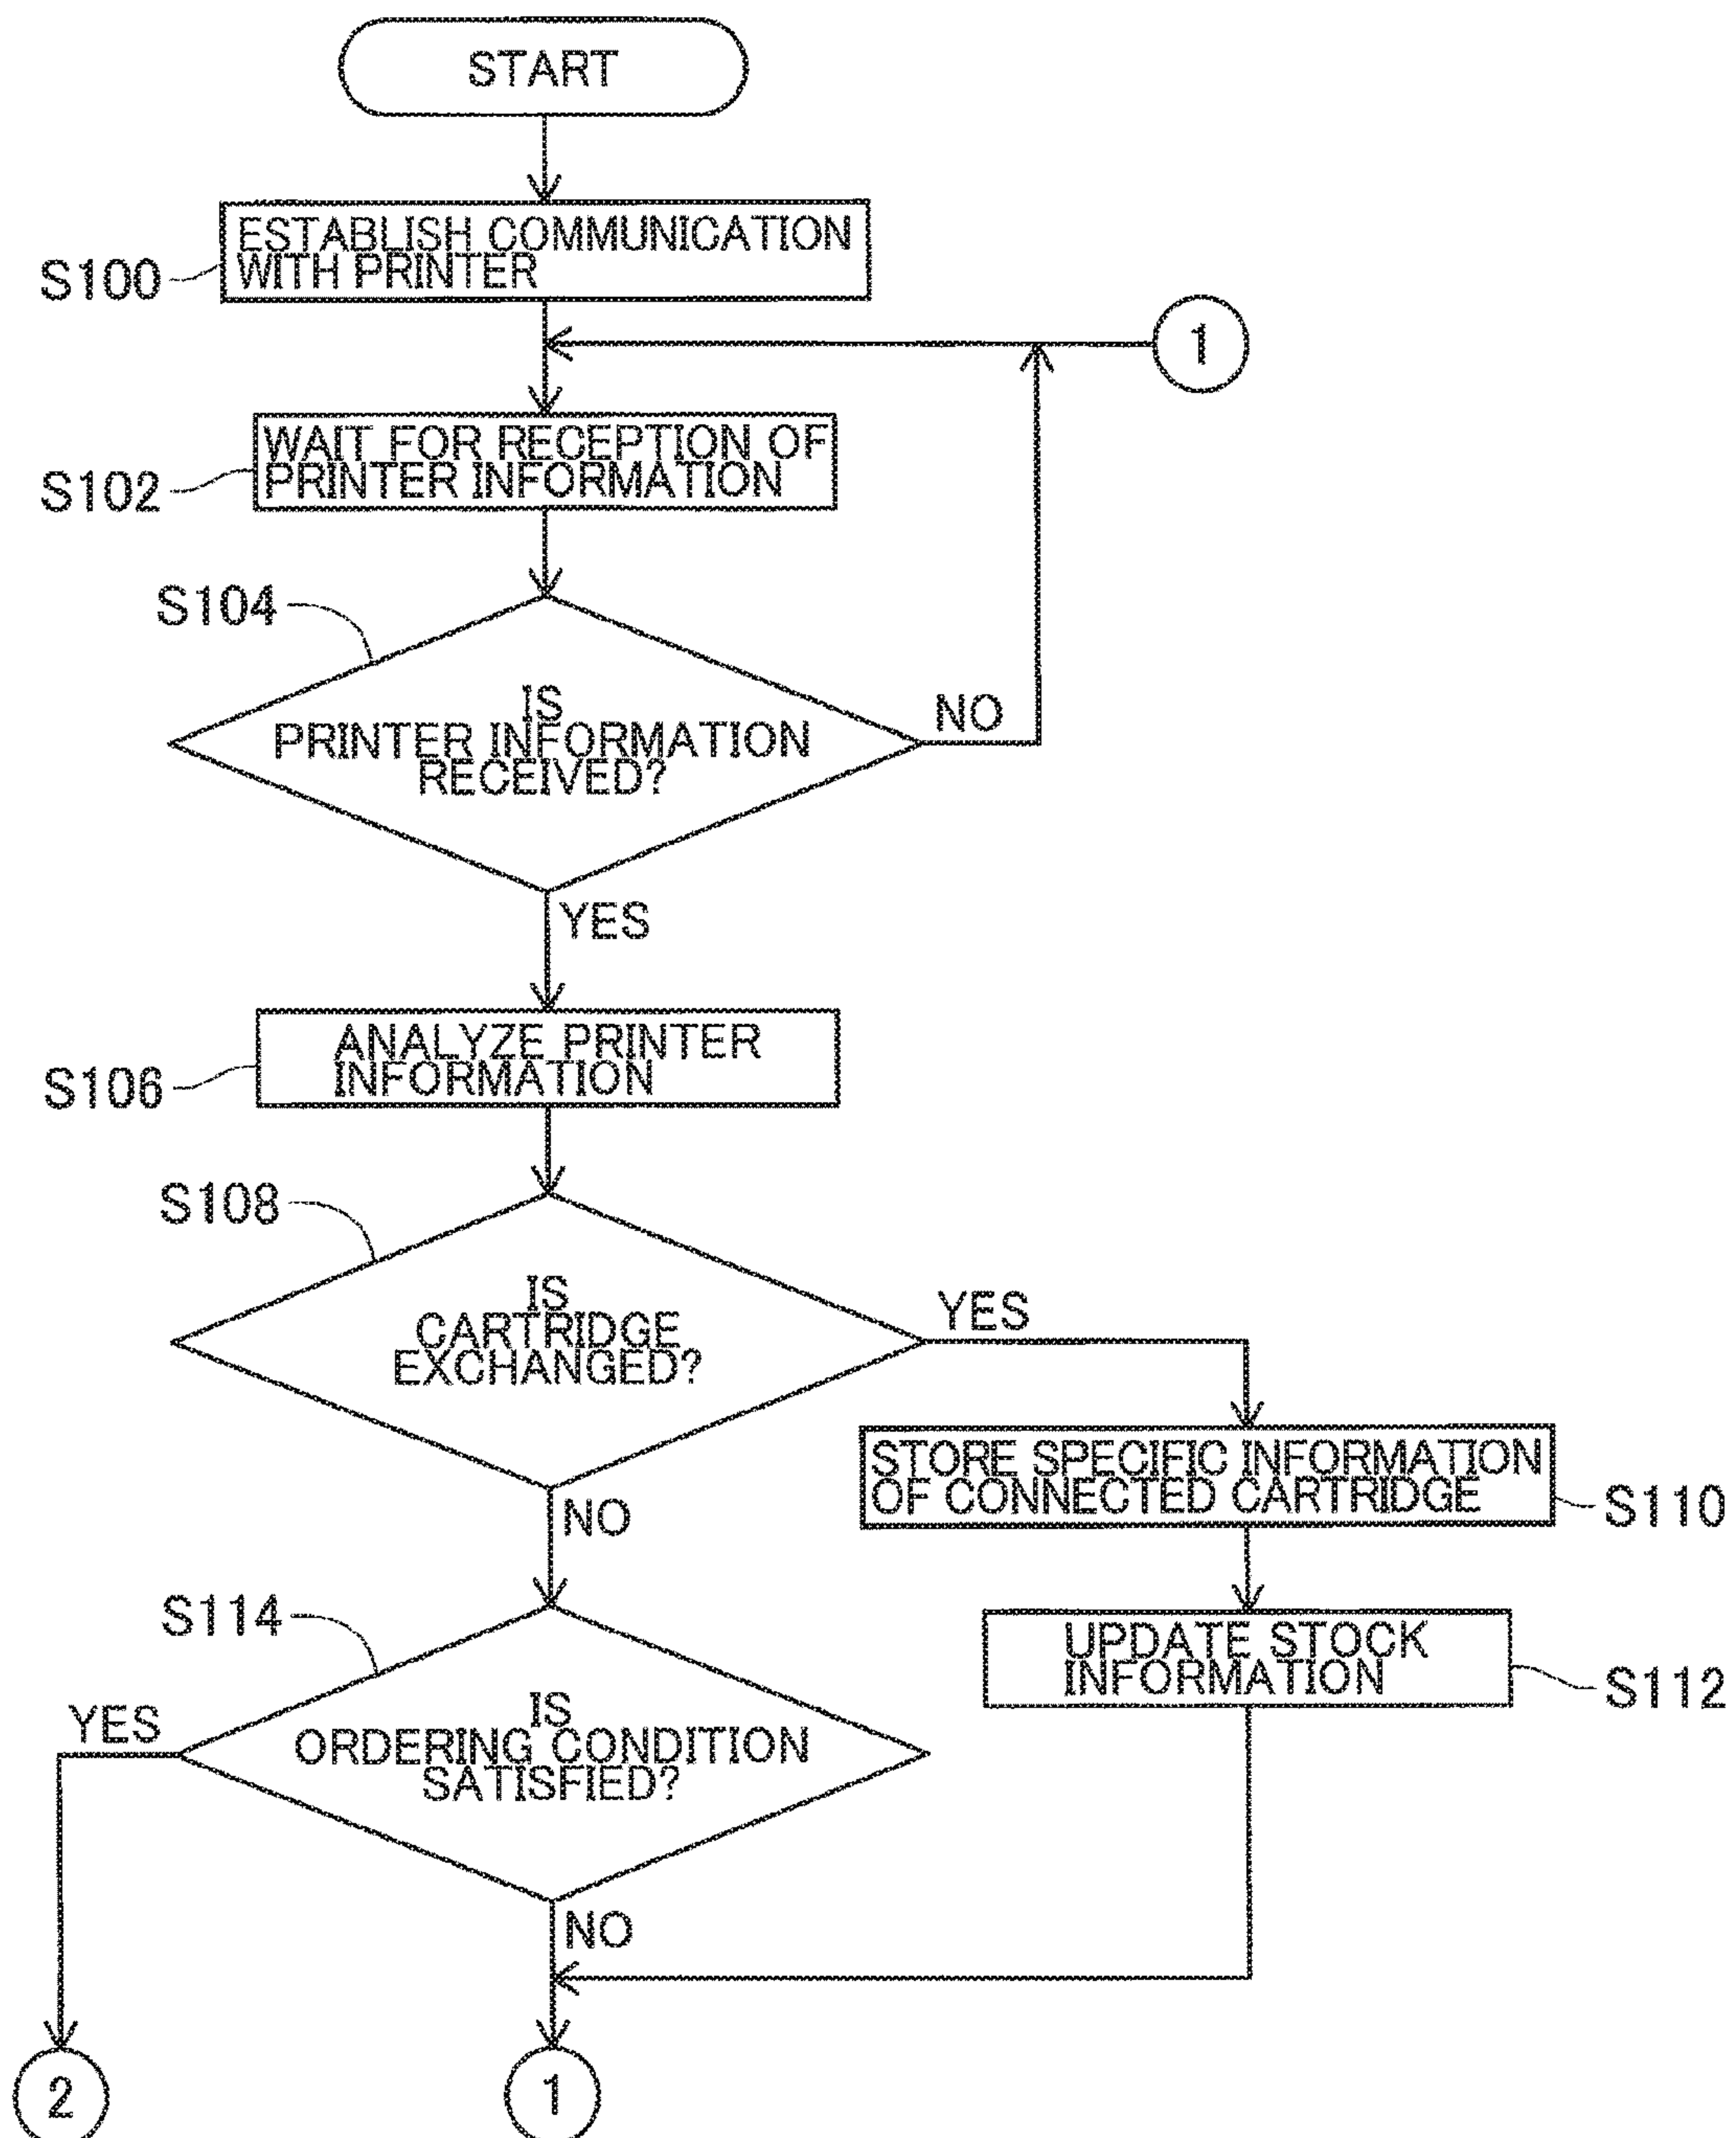 START
ESTABLISH COMMUNICATION
WITH PRINTER
S100
1
WAIT FOR RECEPTION OF
PRINTER INFORMATION
S102
S104
IS
PRINTER INFORMATION
RECEIVED?
NO
YES
ANALYZE PRINTER
INFORMATION
S106
S108
IS
CARTRIDGE
EXCHANGED?
YES
STORE SPECIFIC INFORMATION
OF CONNECTED CARTRIDGE
S110
NO
S114
UPDATE STOCK
INFORMATION
S112
YES
IS
ORDERING CONDITION
SATISFIED?
NO
2
1